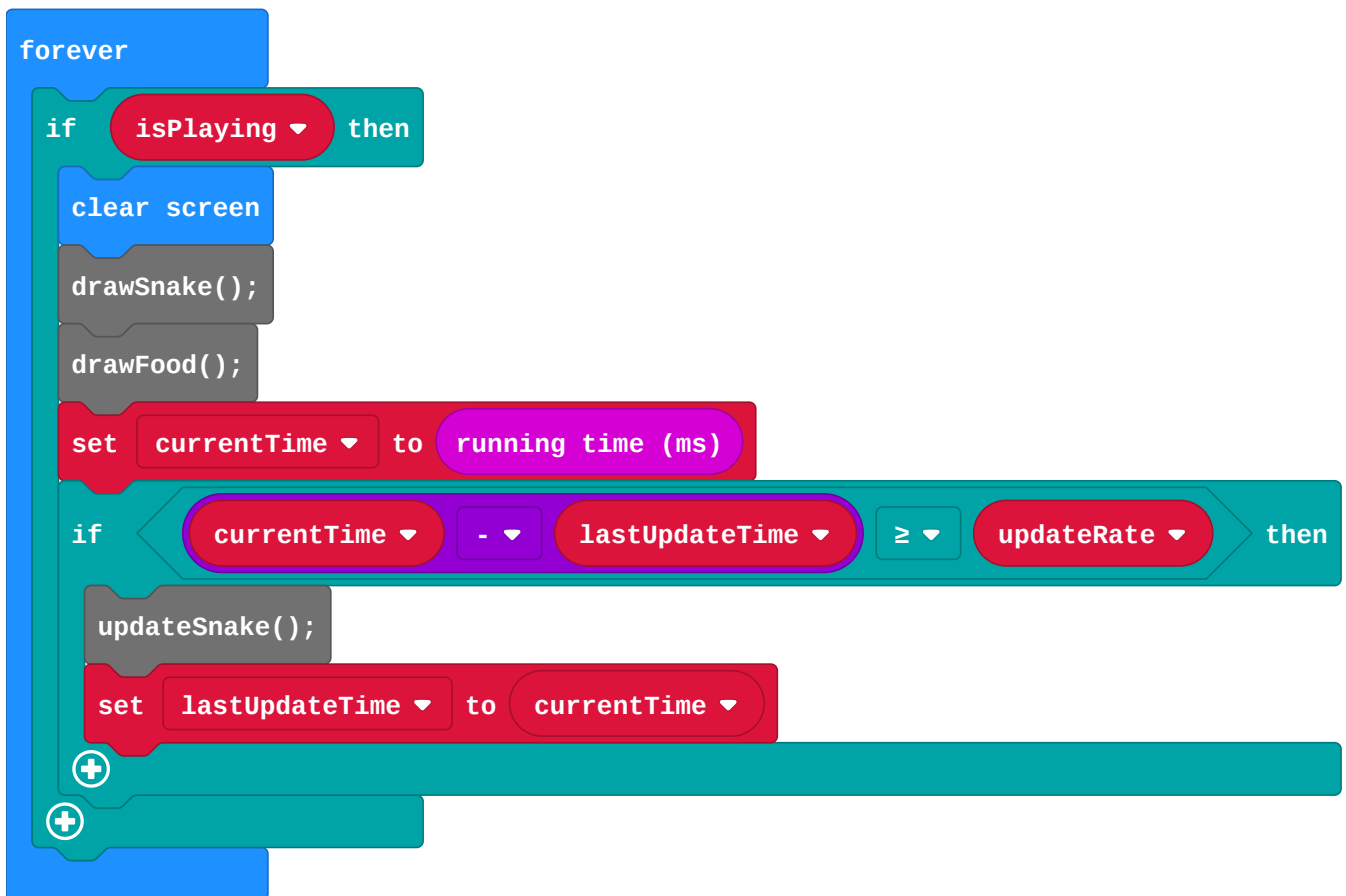 forever
if isPlaying then
clear screen
drawSnake();
drawFood();
set currentTime to running time (ms)
if currentTime - lastUpdateTime ≥ updateRate then
updateSnake();
set lastUpdateTime to currentTime